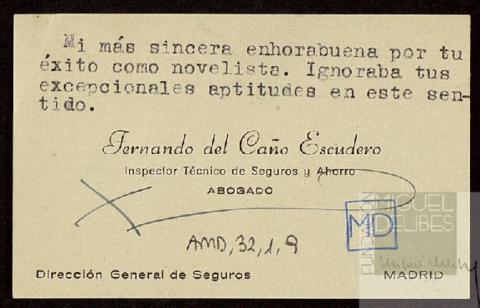 Mi más sincera enhorabuena por tu
éxito como novelista. Ignoraba tus
excepcionales aptitudes en este sen-
tido.
Fernando del Caño Escudero
Inspector Técnico de Seguros y Ahorro
ABOGADO
MD
AMD,32,1,9
Dirección General de Seguros
MADRID
FUNDACIÓN
MIGUEL
DELIBES